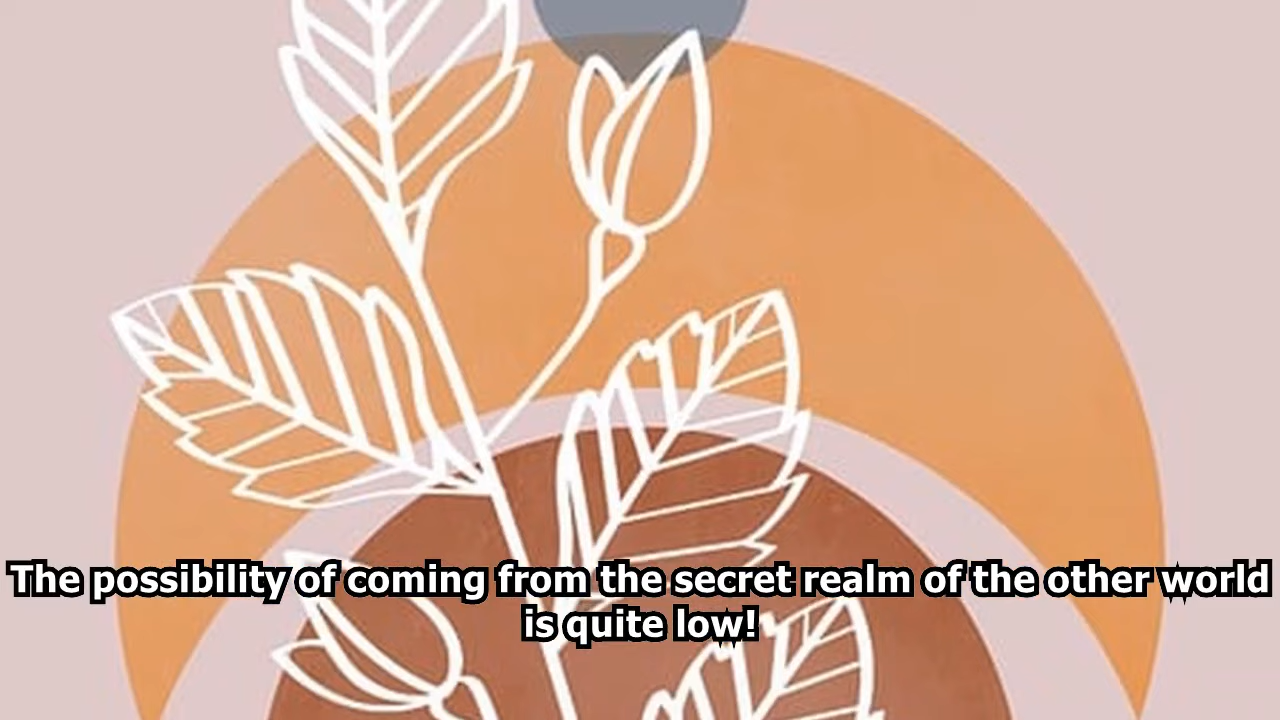 The possibility of coming from the secret realm of the other world
is quite low!